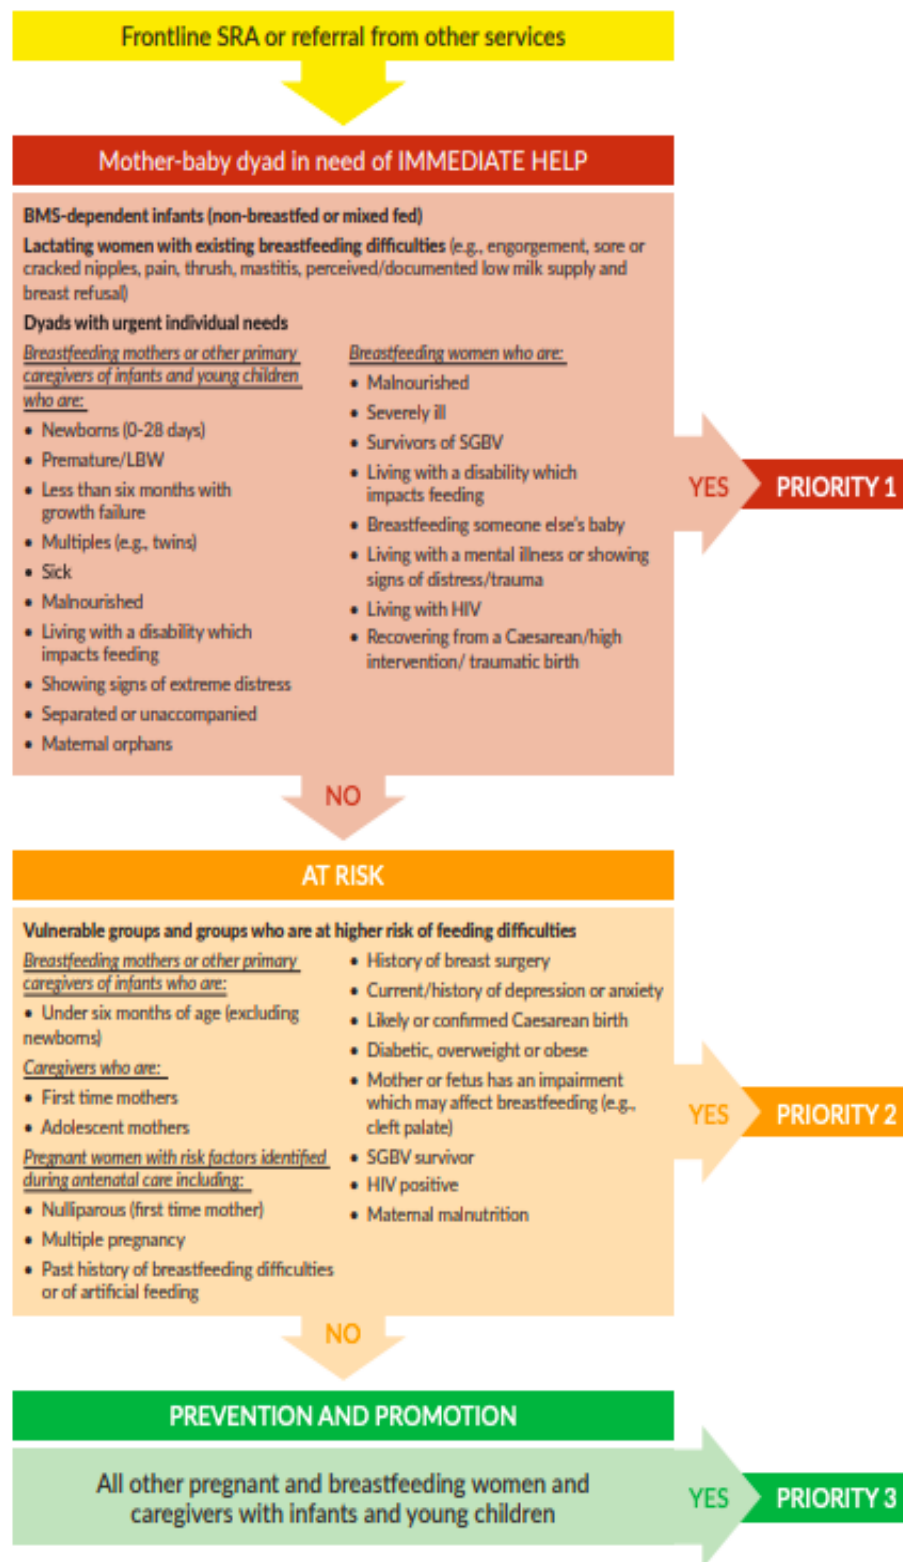 Frontline SRA or referral from other services
Mother-baby dyad in need of IMMEDIATE HELP
BMS-dependent infants (non-breastfed or mixed fed)
Lactating women with existing breastfeeding difficulties (e.g., engorgement, sore or
cracked nipples, pain, thrush, mastitis, perceived/documented low milk supply and
breast refusal)
Dyads with urgent individual needs
Breastfeeding mothers or other primary
caregivers of infants and young children
who are:
• Newborns (0-28 days)
• Premature/LBW
• Less than six months with
growth failure
• Multiples (e.g., twins)
• Sick
• Malnourished
• Living with a disability which
impacts feeding
• Showing signs of extreme distress
• Separated or unaccompanied
• Maternal orphans
Breastfeeding women who are:
• Malnourished
• Severely ill
• Survivors of SGBV
• Living with a disability which
impacts feeding
• Breastfeeding someone else's baby
• Living with a mental illness or showing
signs of distress/trauma
• Living with HIV
• Recovering from a Caesarean/high
intervention/ traumatic birth
YES
PRIORITY 1
NO
AT RISK
Vulnerable groups and groups who are at higher risk of feeding difficulties
Breastfeeding mothers or other primary
caregivers of infants who are:
• Under six months of age (excluding
newborns)
Caregivers who are:
• First time mothers
• Adolescent mothers
Pregnant women with risk factors identified
during antenatal care including:
• Nulliparous (first time mother)
• Multiple pregnancy
• Past history of breastfeeding difficulties
or of artificial feeding
• History of breast surgery
• Current/history of depression or anxiety
• Likely or confirmed Caesarean birth
• Diabetic, overweight or obese
• Mother or fetus has an impairment
which may affect breastfeeding (e.g.,
cleft palate)
• SGBV survivor
• HIV positive
• Maternal malnutrition
YES
PRIORITY 2
NO
PREVENTION AND PROMOTION
All other pregnant and breastfeeding women and
caregivers with infants and young children
YES
PRIORITY 3